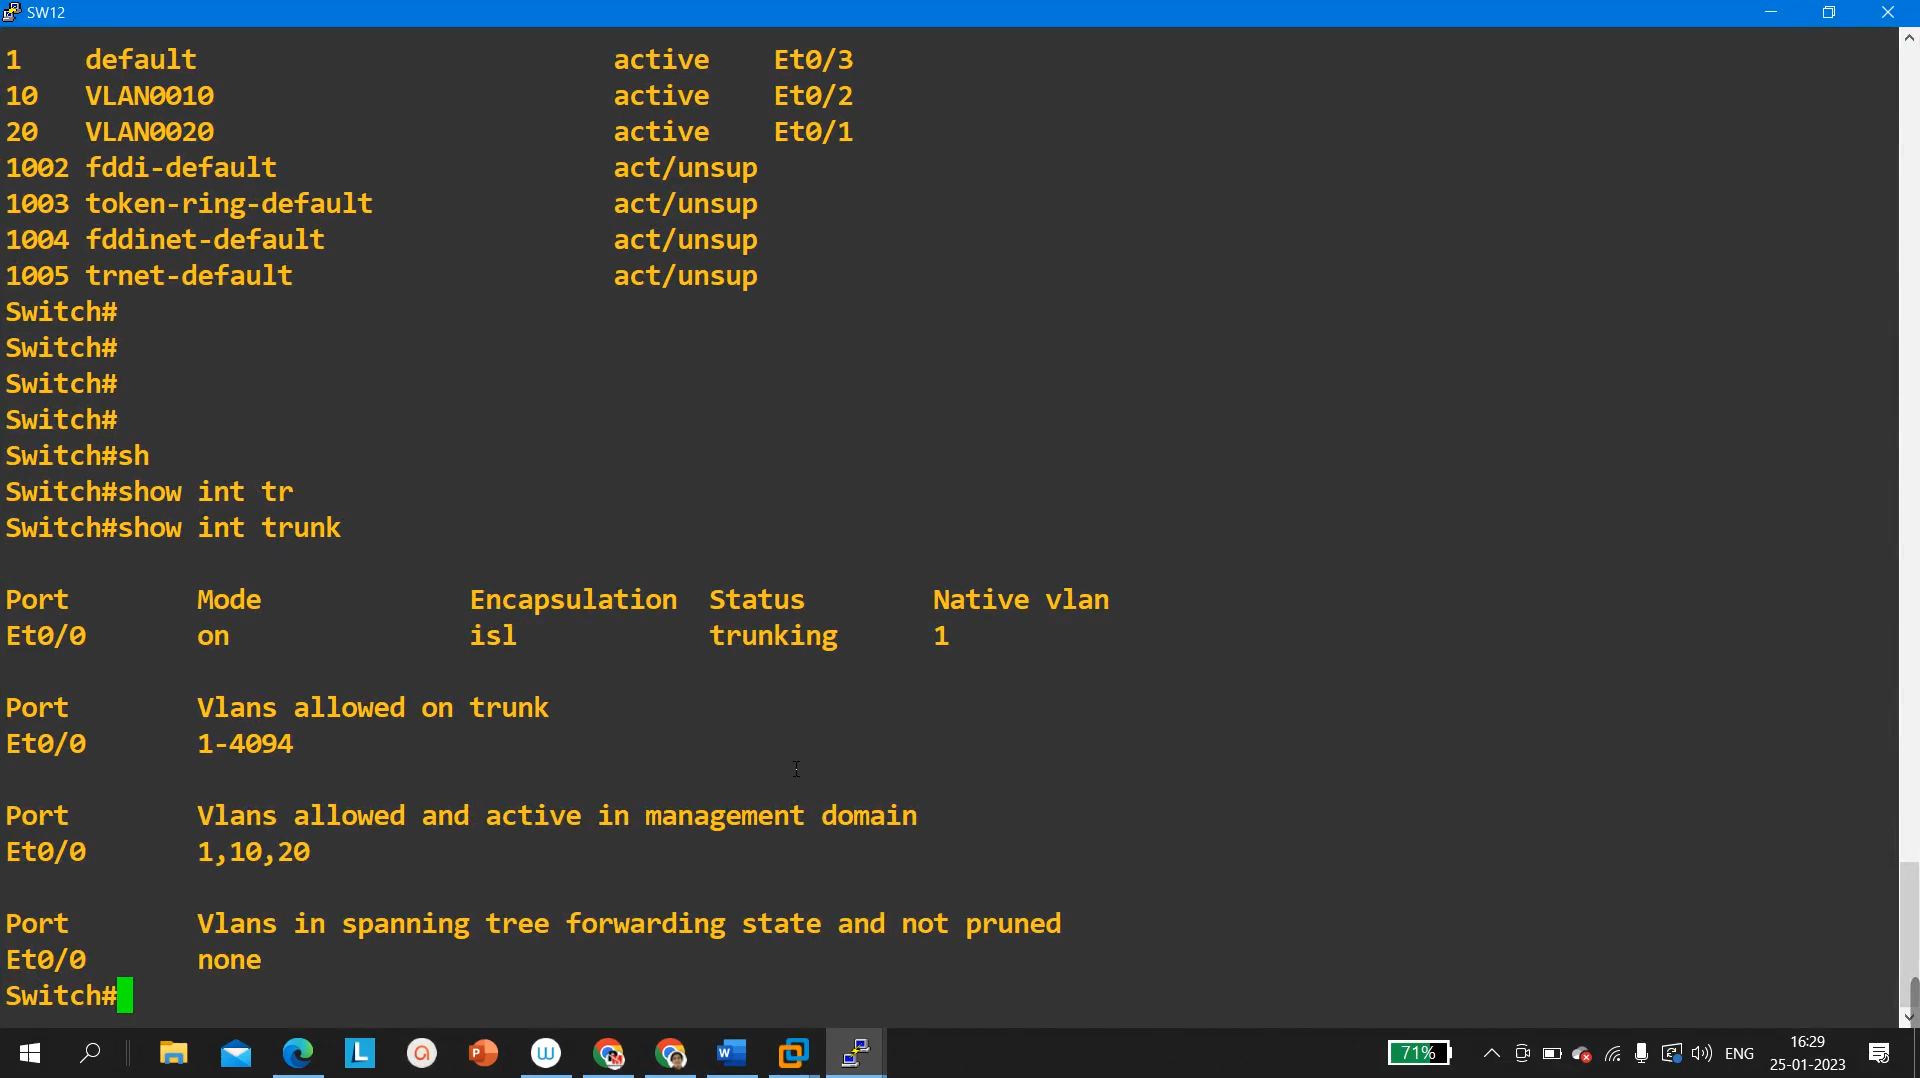 SW12
1    default                          active    Et0/3
10   VLAN0010                         active    Et0/2
20   VLAN0020                         active    Et0/1
1002 fddi-default                     act/unsup
1003 token-ring-default               act/unsup
1004 fddinet-default                  act/unsup
1005 trnet-default                    act/unsup
Switch#
Switch#
Switch#
Switch#
Switch#sh
Switch#show int tr
Switch#show int trunk
Port        Mode             Encapsulation  Status        Native vlan
Et0/0       on               isl            trunking      1
Port        Vlans allowed on trunk
Et0/0       1-4094
Port        Vlans allowed and active in management domain
Et0/0       1,10,20
Port        Vlans in spanning tree forwarding state and not pruned
Et0/0       none
Switch#
71%
ENG
16:29
25-01-2023